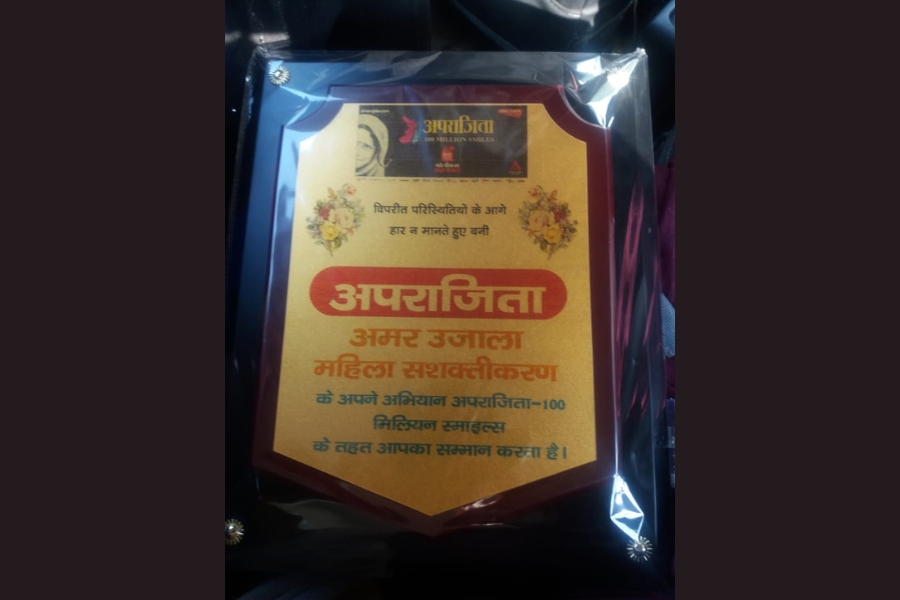 अपराजिता
100 MILLION SMILES
विपरीत परिस्थितियों के आगे
हार न मानते हुए बनी
अपराजिता
अमर उजाला
महिला सशक्तीकरण
के अपने अभियान अपराजिता-100
मिलियन स्माइल्स
के तहत आपका सम्मान करता है।